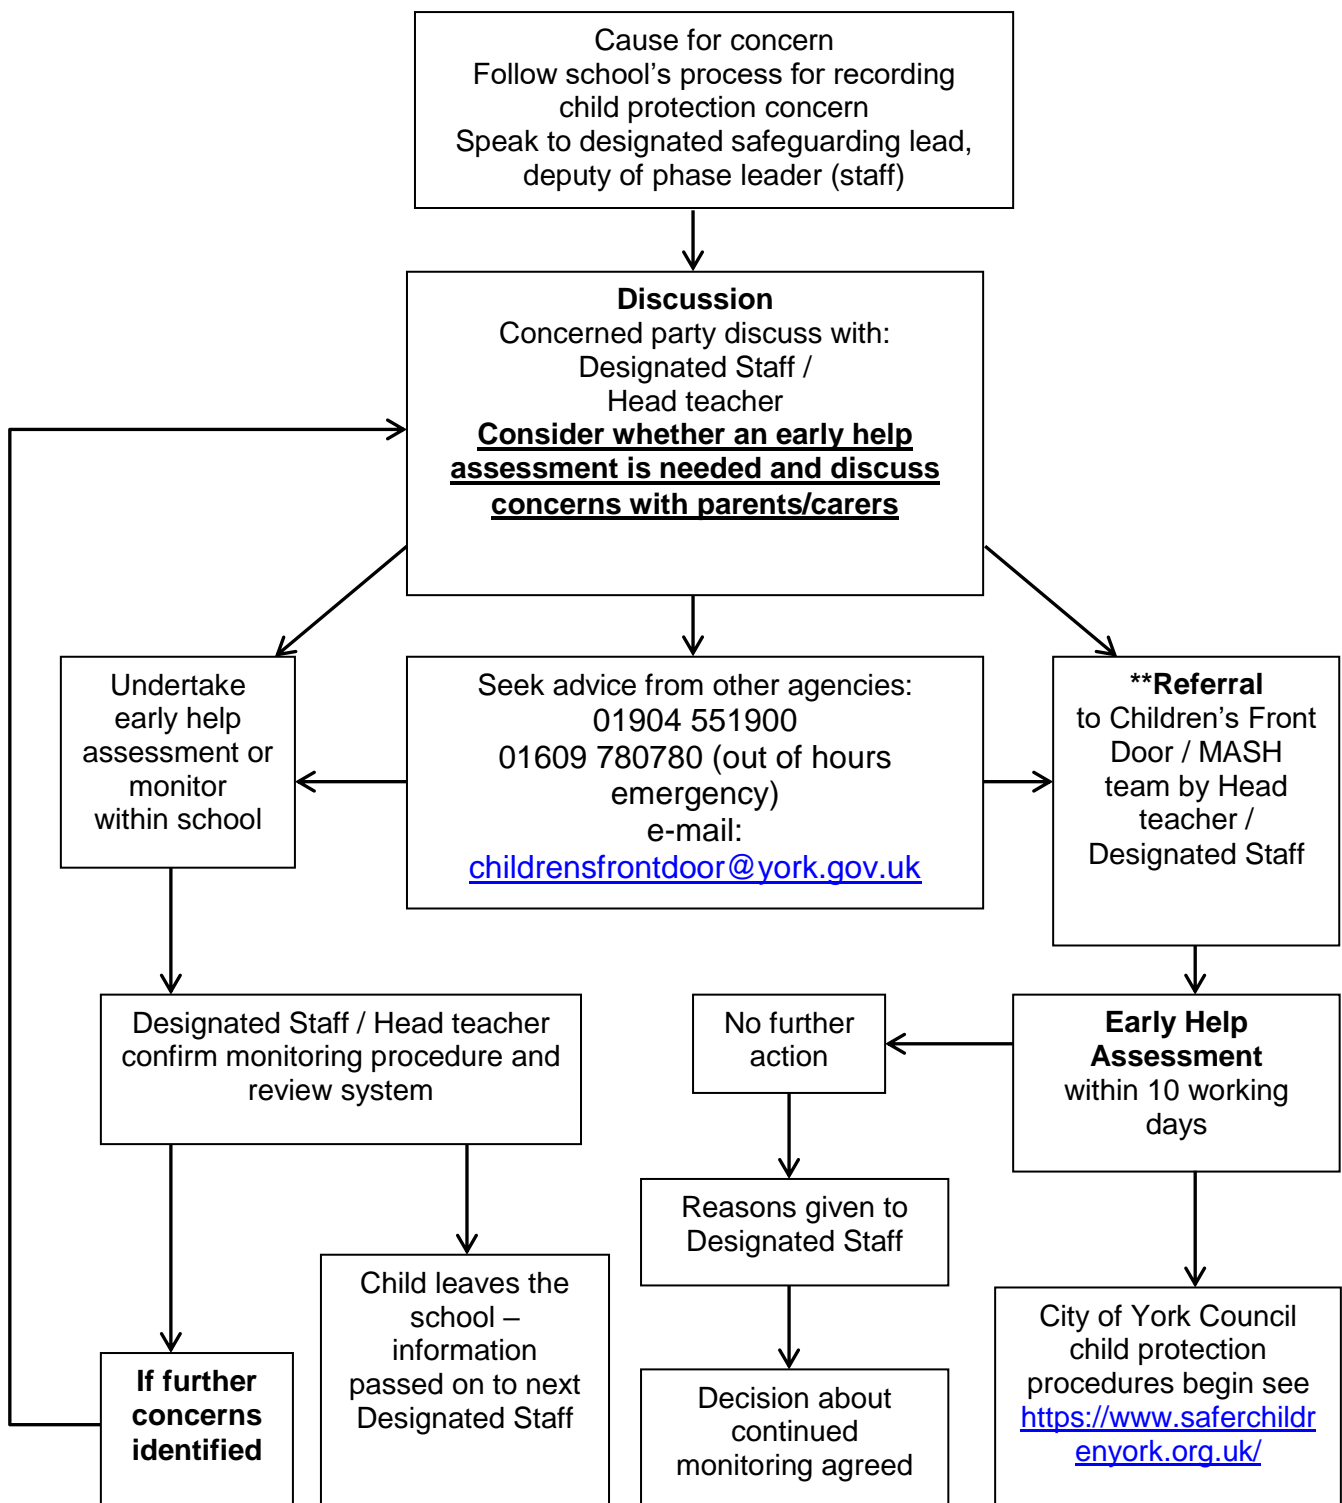 Cause for concern
Follow school’s process for recording
child protection concern
Speak to designated safeguarding lead,
deputy of phase leader (staff)
Discussion
Concerned party discuss with:
Designated Staff /
Head teacher
Consider whether an early help
assessment is needed and discuss
concerns with parents/carers
Undertake
early help
assessment or
monitor
within school
Seek advice from other agencies:
01904 551900
01609 780780 (out of hours
emergency)
e-mail:
childrensfrontdoor@york.gov.uk
**Referral
to Children’s Front
Door / MASH
team by Head
teacher /
Designated Staff
Designated Staff / Head teacher
confirm monitoring procedure and
review system
No further
action
Early Help
Assessment
within 10 working
days
Reasons given to
Designated Staff
Child leaves the
school –
information
passed on to next
Designated Staff
If further
concerns
identified
Decision about
continued
monitoring agreed
City of York Council
child protection
procedures begin see
https://www.saferchildr
enyork.org.uk/